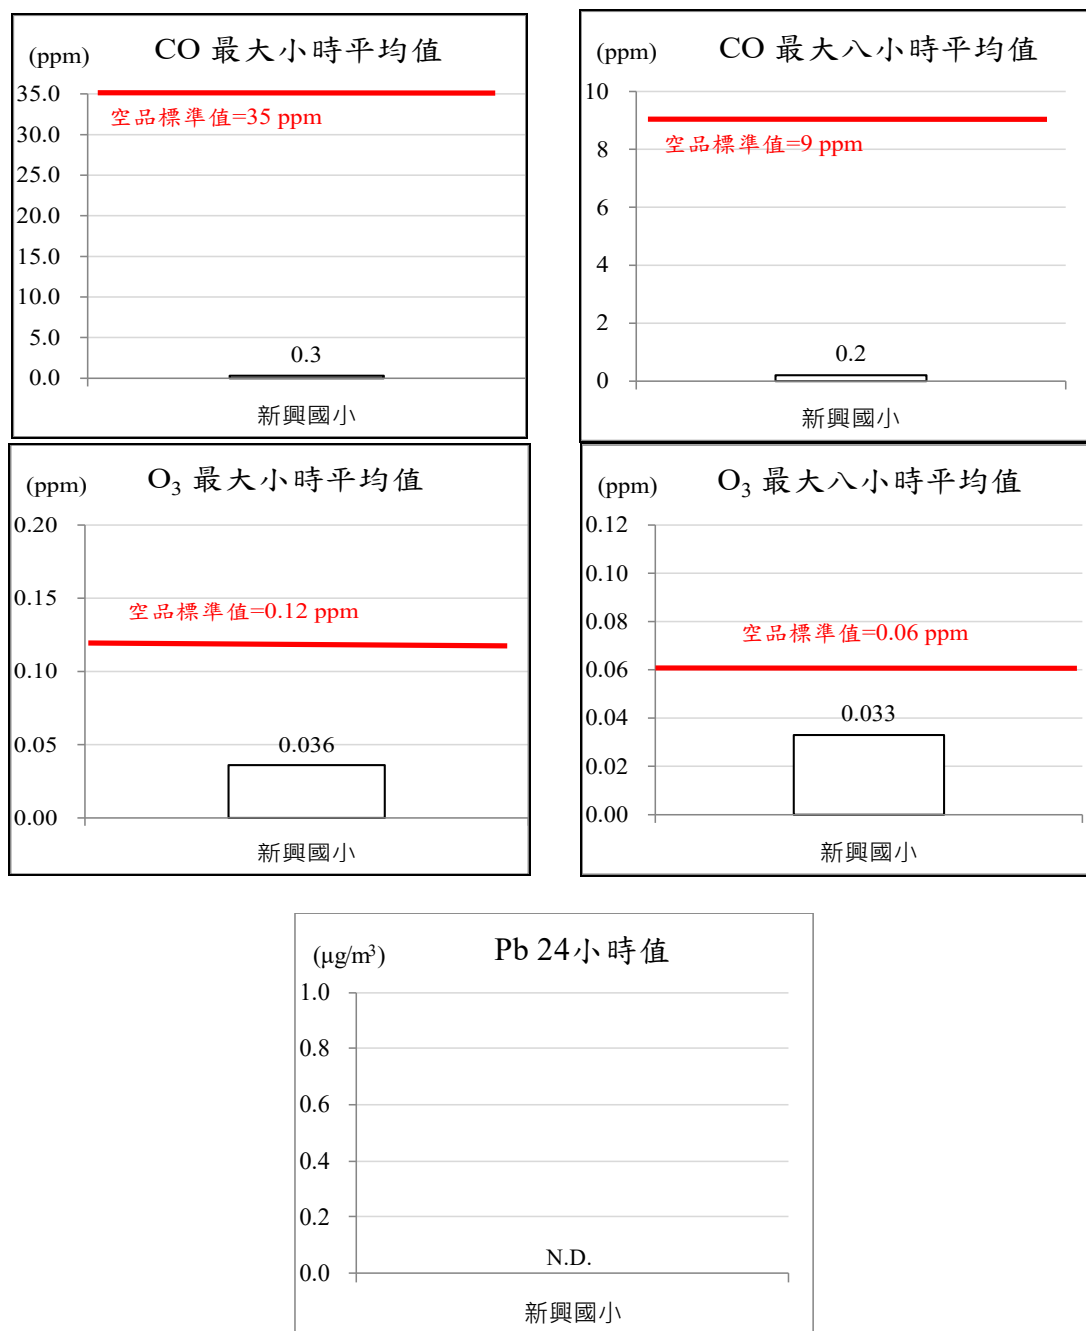 (ppm) CO 最大小時平均值
35.0
空品標準值=35 ppm
30.0
25.0
20.0
15.0
10.0
5.0
0.3
0.0
新興國小
(ppm) CO 最大八小時平均值
10
空品標準值=9 ppm
8
6
4
2
0.2
0
新興國小
(ppm) O₃ 最大小時平均值
0.20
0.15
空品標準值=0.12 ppm
0.10
0.05
0.036
0.00
新興國小
(ppm) O₃ 最大八小時平均值
0.12
0.10
0.08
空品標準值=0.06 ppm
0.06
0.04
0.033
0.02
0.00
新興國小
(µg/m³) Pb 24小時值
1.0
0.8
0.6
0.4
0.2
N.D.
0.0
新興國小